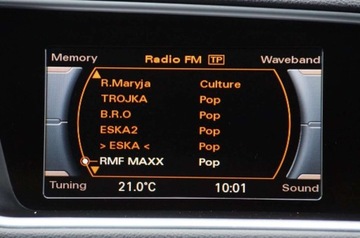 Memory Radio FM TP Waveband
R.Maryja Culture
TROJKA Pop
B.R.O Pop
ESKA2 Pop
> ESKA < Pop
RMF MAXX Pop
Tuning 21.0°C 10:01 Sound